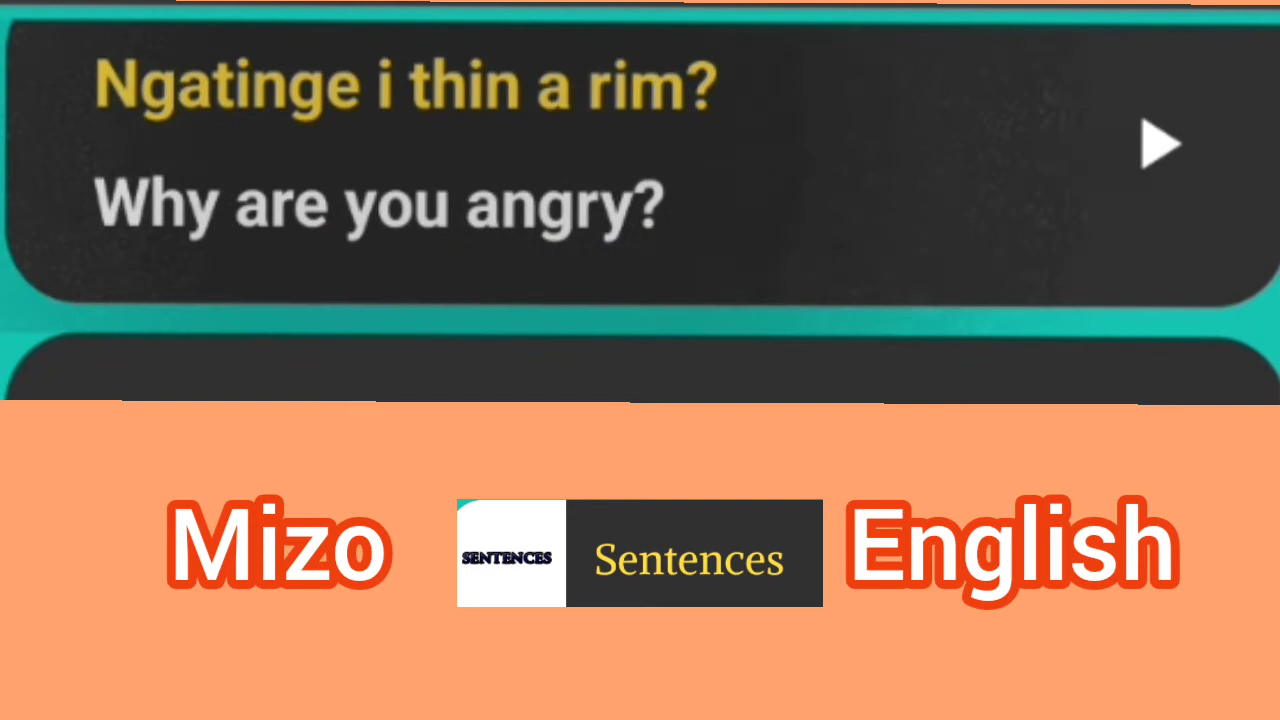 Ngatinge i thin a rim?
Why are you angry?
Mizo
SENTENCES
Sentences
English